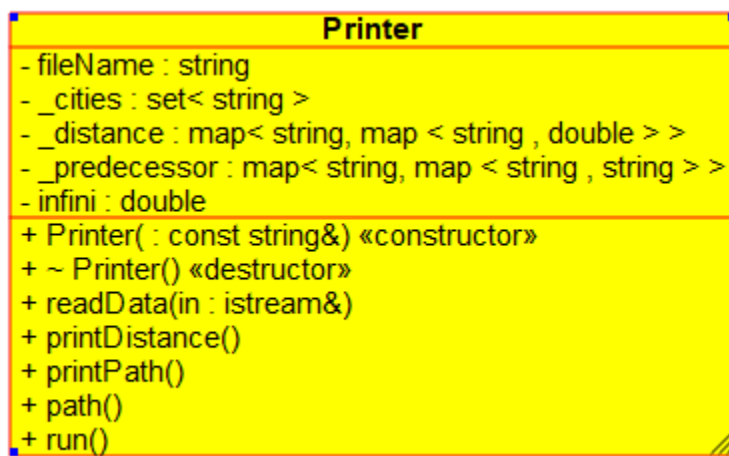 Printer
- fileName : string
- _cities : set< string >
- _distance : map< string, map < string , double > >
- _predecessor : map< string, map < string , string > >
- infini : double
+ Printer( : const string&) «constructor»
+ ~ Printer() «destructor»
+ readData(in : istream&)
+ printDistance()
+ printPath()
+ path()
+ run()